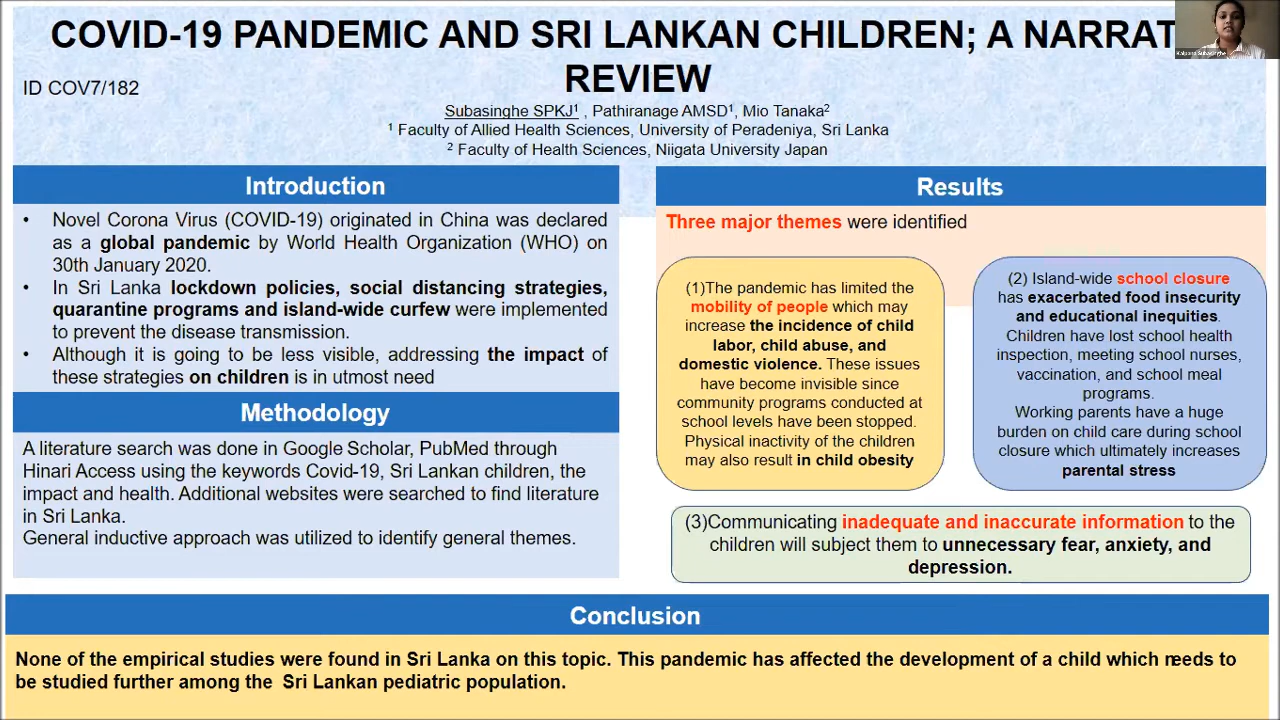 COVID-19 PANDEMIC AND SRI LANKAN CHILDREN; A NARRAT
REVIEW
ID COV7/182
Subasinghe SPKJ¹ , Pathiranage AMSD¹, Mio Tanaka²
¹ Faculty of Allied Health Sciences, University of Peradeniya, Sri Lanka
² Faculty of Health Sciences, Niigata University Japan
Kalpana Subasinghe
Introduction
• Novel Corona Virus (COVID-19) originated in China was declared
as a global pandemic by World Health Organization (WHO) on
30th January 2020.
• In Sri Lanka lockdown policies, social distancing strategies,
quarantine programs and island-wide curfew were implemented
to prevent the disease transmission.
• Although it is going to be less visible, addressing the impact of
these strategies on children is in utmost need
Methodology
A literature search was done in Google Scholar, PubMed through
Hinari Access using the keywords Covid-19, Sri Lankan children, the
impact and health. Additional websites were searched to find literature
in Sri Lanka.
General inductive approach was utilized to identify general themes.
Results
Three major themes were identified
(1)The pandemic has limited the
mobility of people which may
increase the incidence of child
labor, child abuse, and
domestic violence. These issues
have become invisible since
community programs conducted at
school levels have been stopped.
Physical inactivity of the children
may also result in child obesity
(2) Island-wide school closure
has exacerbated food insecurity
and educational inequities.
Children have lost school health
inspection, meeting school nurses,
vaccination, and school meal
programs.
Working parents have a huge
burden on child care during school
closure which ultimately increases
parental stress
(3)Communicating inadequate and inaccurate information to the
children will subject them to unnecessary fear, anxiety, and
depression.
Conclusion
None of the empirical studies were found in Sri Lanka on this topic. This pandemic has affected the development of a child which needs to
be studied further among the Sri Lankan pediatric population.